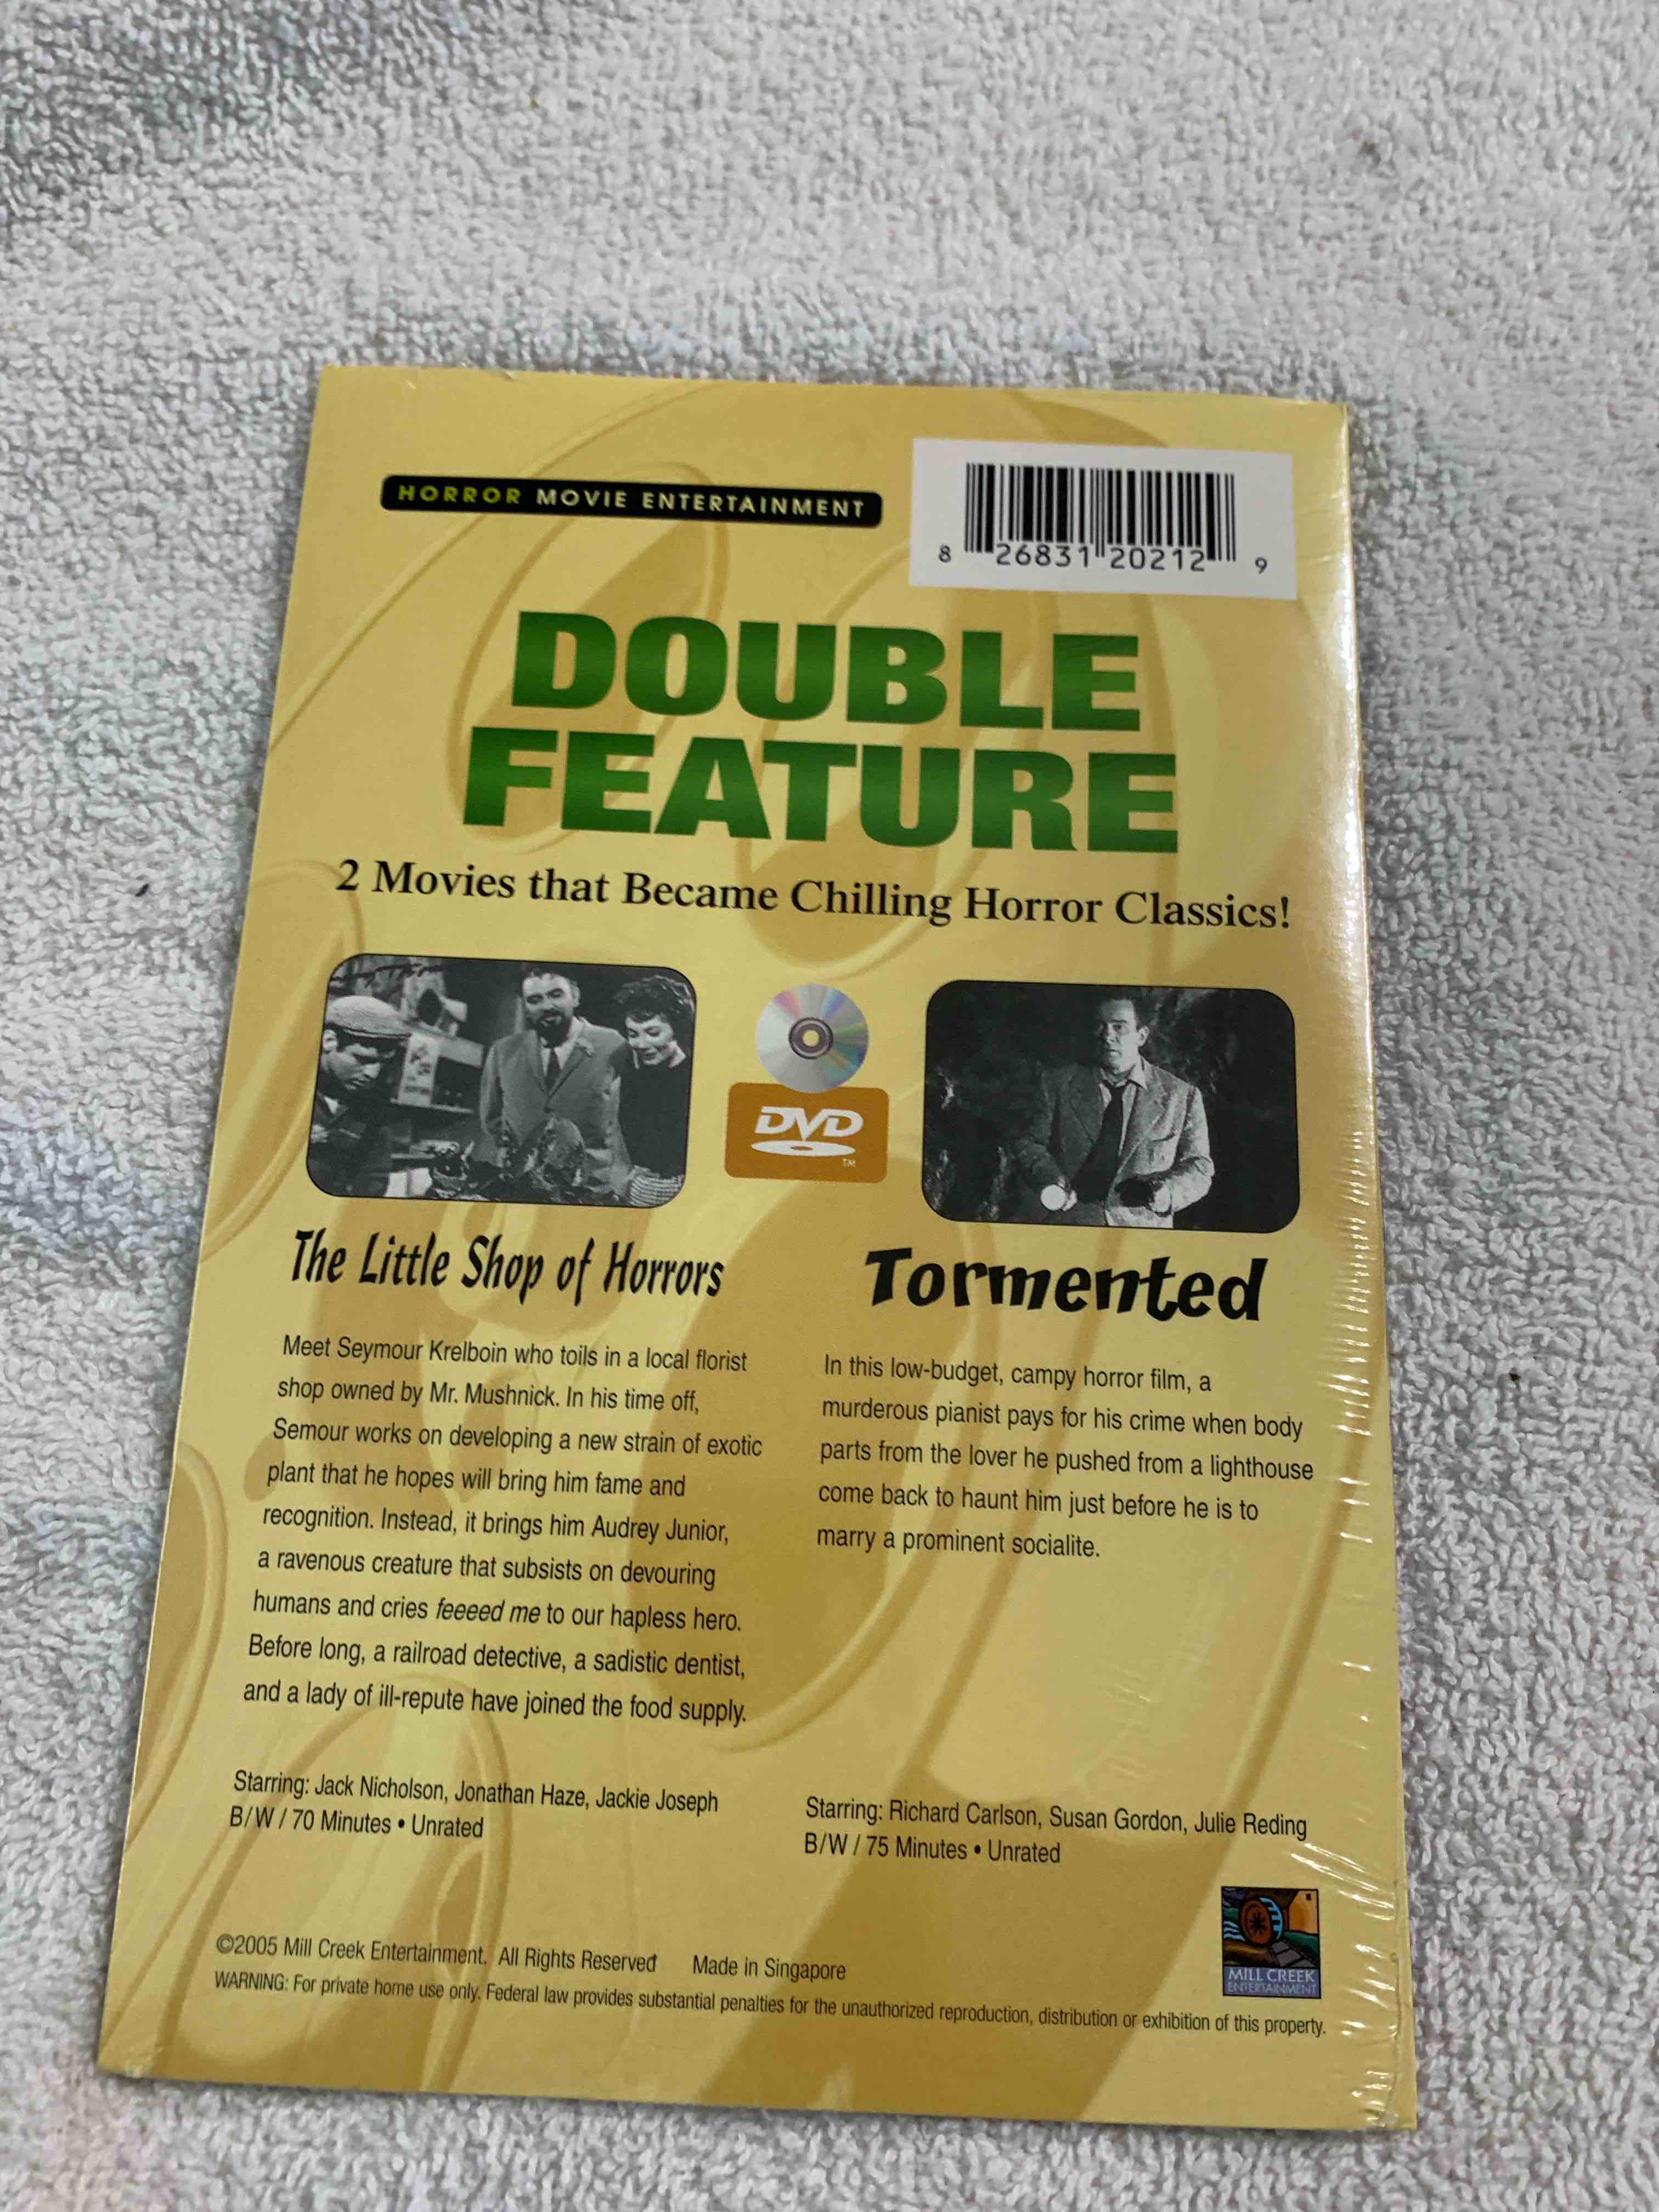 HORROR MOVIE ENTERTAINMENT
8 26831 20212 9
DOUBLE
FEATURE
2 Movies that Became Chilling Horror Classics!
DVD
TM
The Little Shop of Horrors
Meet Seymour Krelboin who toils in a local florist
shop owned by Mr. Mushnick. In his time off,
Semour works on developing a new strain of exotic
plant that he hopes will bring him fame and
recognition. Instead, it brings him Audrey Junior,
a ravenous creature that subsists on devouring
humans and cries feeeed me to our hapless hero.
Before long, a railroad detective, a sadistic dentist,
and a lady of ill-repute have joined the food supply.
Starring: Jack Nicholson, Jonathan Haze, Jackie Joseph
B/W / 70 Minutes • Unrated
Tormented
In this low-budget, campy horror film, a
murderous pianist pays for his crime when body
parts from the lover he pushed from a lighthouse
come back to haunt him just before he is to
marry a prominent socialite.
Starring: Richard Carlson, Susan Gordon, Julie Reding
B/W / 75 Minutes • Unrated
MILL CREEK
ENTERTAINMENT
©2005 Mill Creek Entertainment. All Rights Reserved Made in Singapore
WARNING: For private home use only. Federal law provides substantial penalties for the unauthorized reproduction, distribution or exhibition of this property.